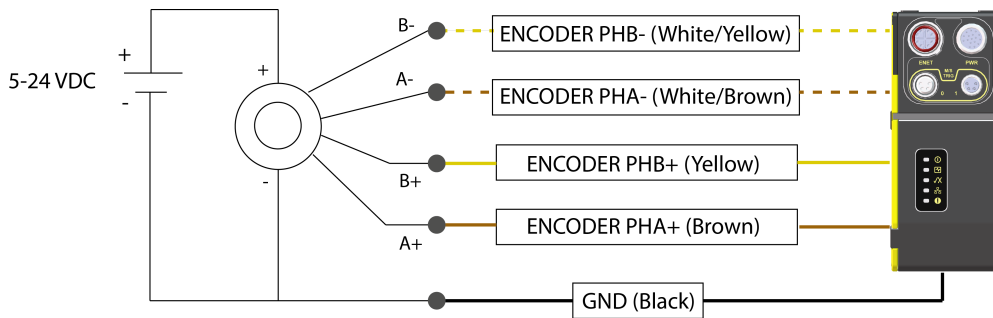 B-
ENCODER PHB- (White/Yellow)
+
+
A-
ENCODER PHA- (White/Brown)
5-24 VDC
-
B+
ENCODER PHB+ (Yellow)
-
A+
ENCODER PHA+ (Brown)
GND (Black)
ENET
PWR
M/S
TRIG
0
1